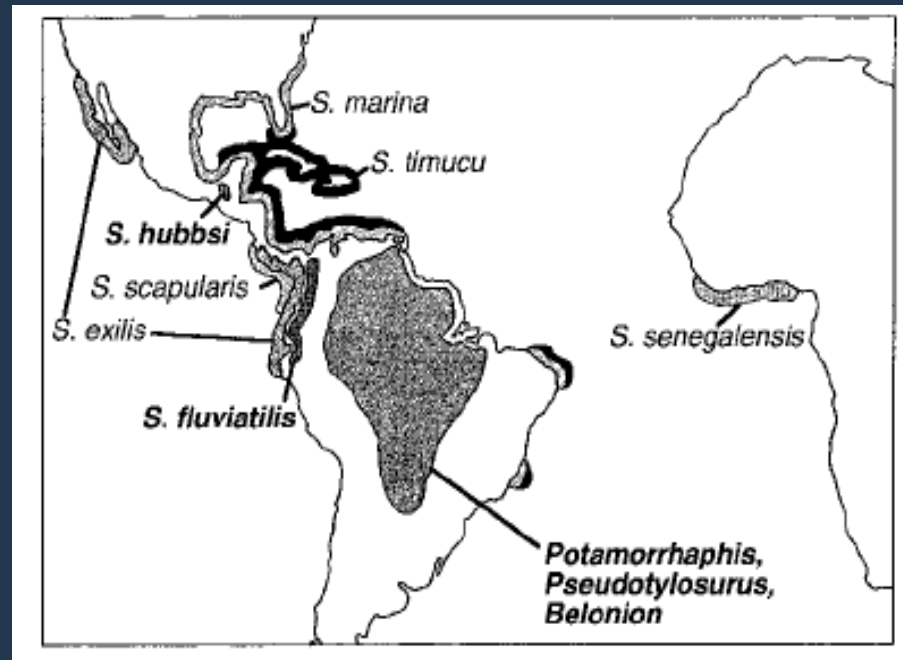 S. marina
S. timucu
S. hubbsi
S. scapularis
S. exilis
S. senegalensis
S. fluviatilis
Potamorrhaphis,
Pseudotylosurus,
Belonion